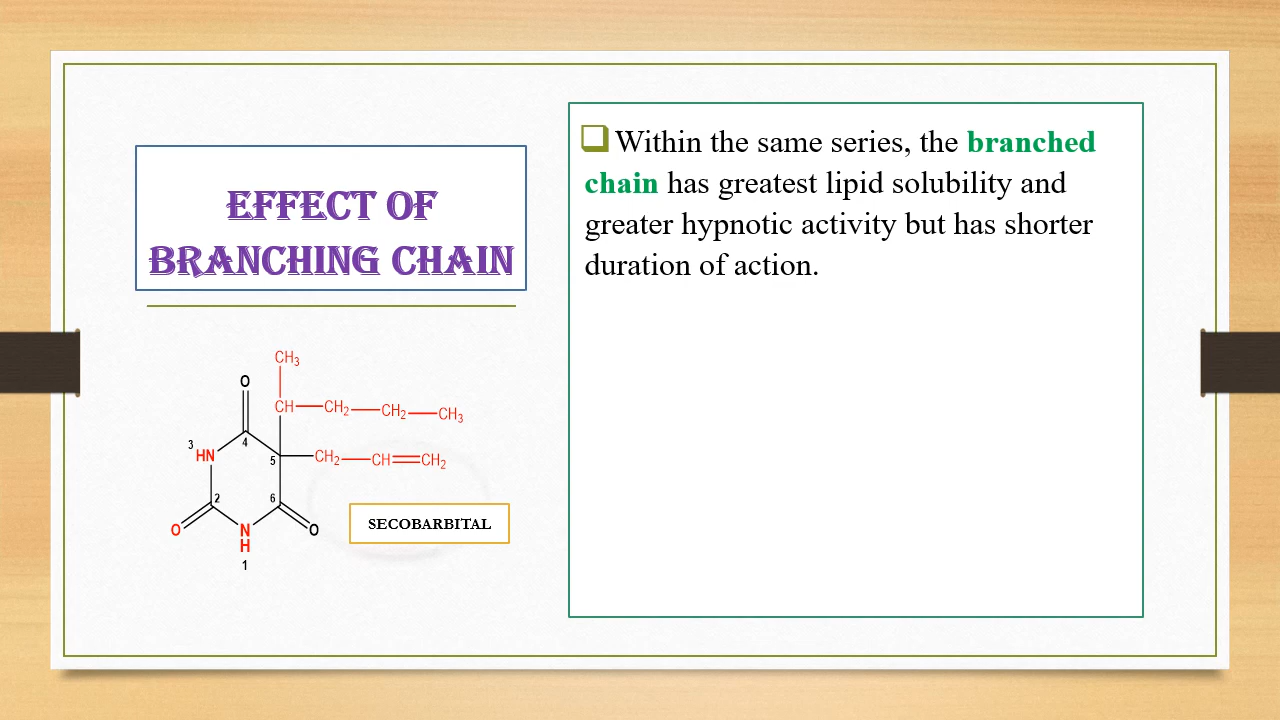 EFFECT OF
BRANCHING CHAIN
CH3
O
CH CH2 CH2 CH3
4
3
HN
5
CH2 CH CH2
2
6
O
N
H
O
1
SECOBARBITAL
Within the same series, the branched
chain has greatest lipid solubility and
greater hypnotic activity but has shorter
duration of action.